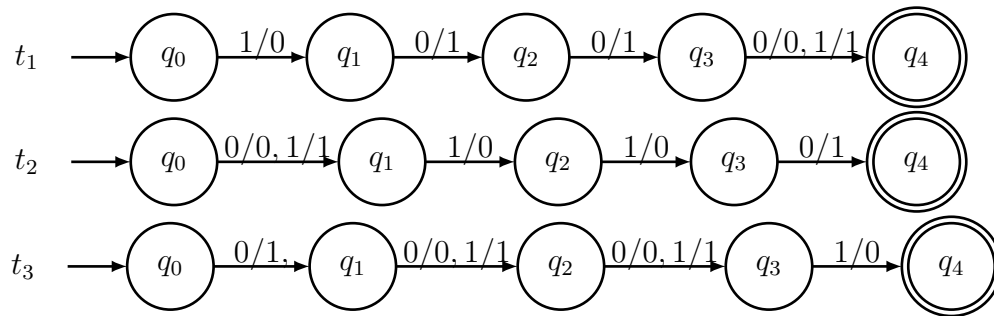 t₁ q₀ 1/0 q₁ 0/1 q₂ 0/1 q₃ 0/0, 1/1 q₄
t₂ q₀ 0/0, 1/1 q₁ 1/0 q₂ 1/0 q₃ 0/1 q₄
t₃ q₀ 0/1, q₁ 0/0, 1/1 q₂ 0/0, 1/1 q₃ 1/0 q₄